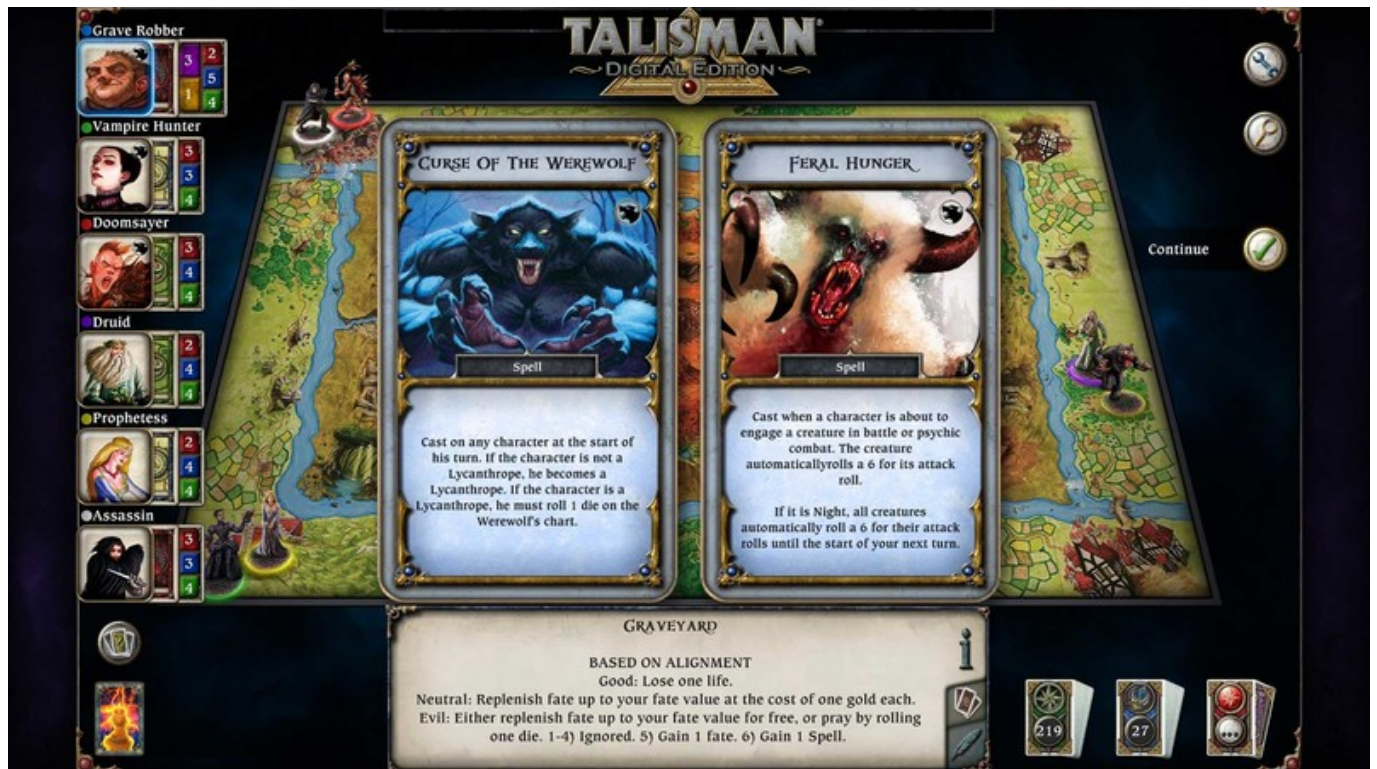 TALISMAN
DIGITAL EDITION
Grave Robber
3 2
5
1 4
Vampire Hunter
3
3
4
Doomsayer
3
4
4
Druid
2
4
4
Prophetess
2
4
4
Assassin
3
3
4
CURSE OF THE WEREWOLF
Spell
Cast on any character at the start of
his turn. If the character is not a
Lycanthrope, he becomes a
Lycanthrope. If the character is a
Lycanthrope, he must roll 1 die on the
Werewolf's chart.
FERAL HUNGER
Spell
Cast when a character is about to
engage a creature in battle or psychic
combat. The creature
automaticallyrolls a 6 for its attack
roll.
If it is Night, all creatures
automatically roll a 6 for their attack
rolls until the start of your next turn.
Continue
GRAVEYARD
BASED ON ALIGNMENT
Good: Lose one life.
Neutral: Replenish fate up to your fate value at the cost of one gold each.
Evil: Either replenish fate up to your fate value for free, or pray by rolling
one die. 1-4) Ignored. 5) Gain 1 fate. 6) Gain 1 Spell.
219
27
...